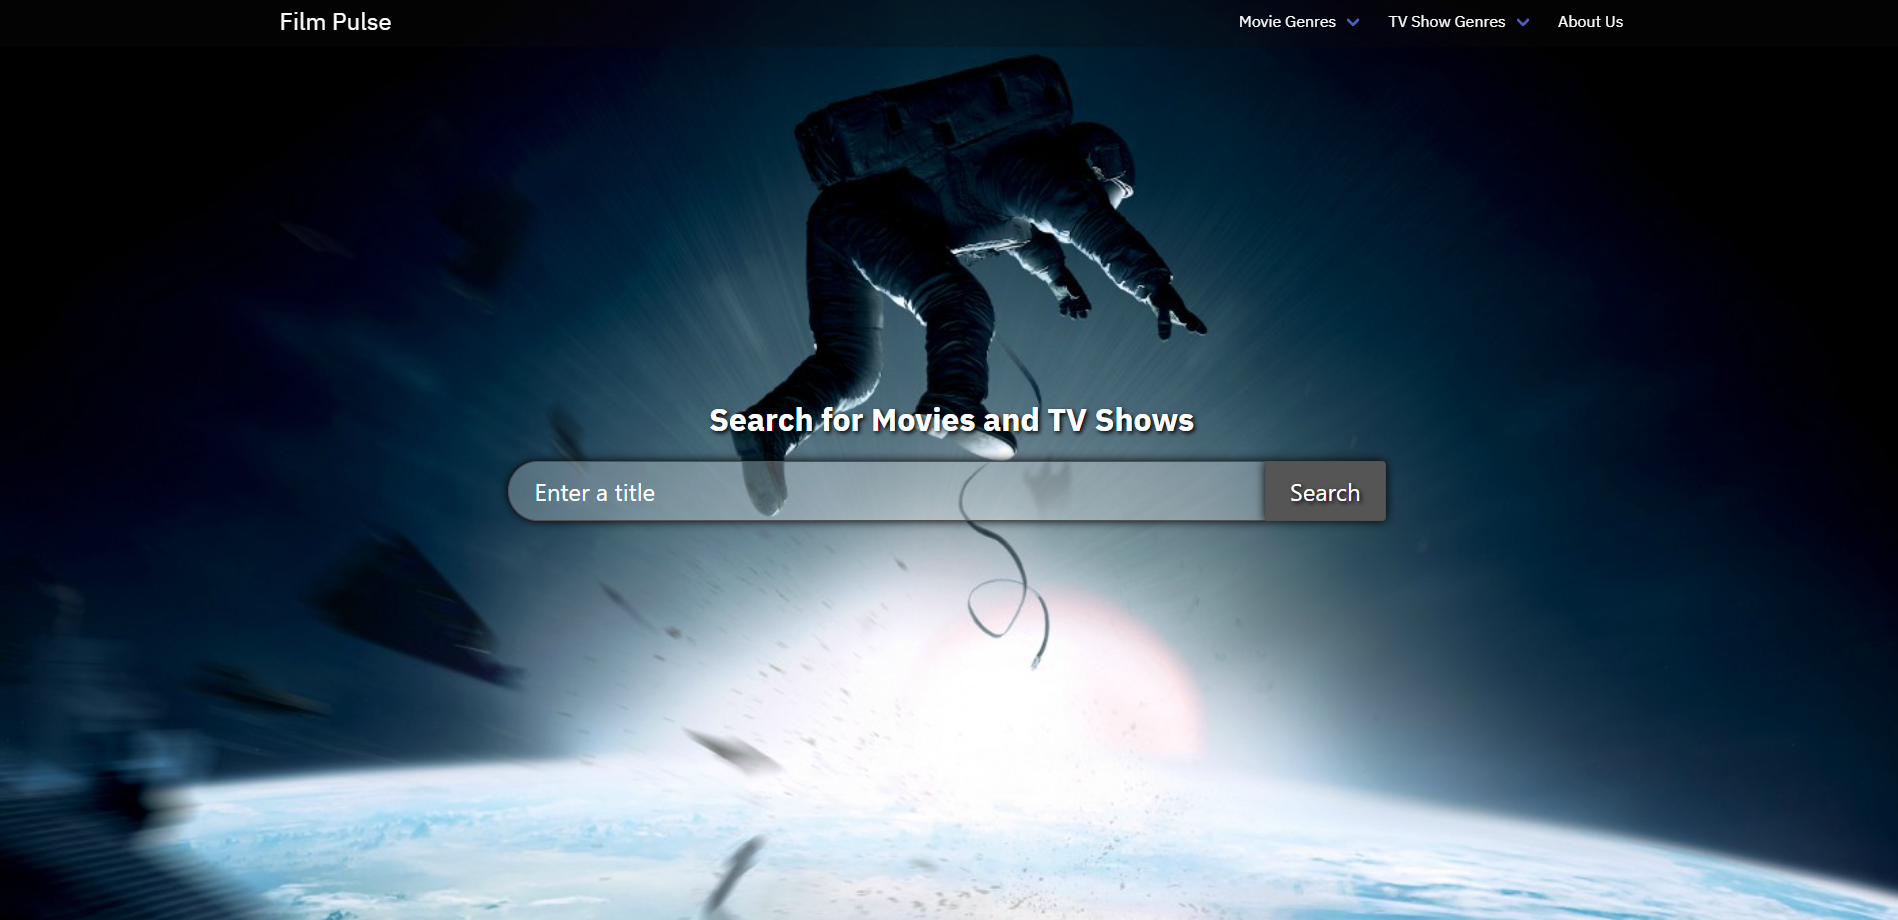 Film Pulse
Movie Genres
TV Show Genres
About Us
Search for Movies and TV Shows
Enter a title
Search